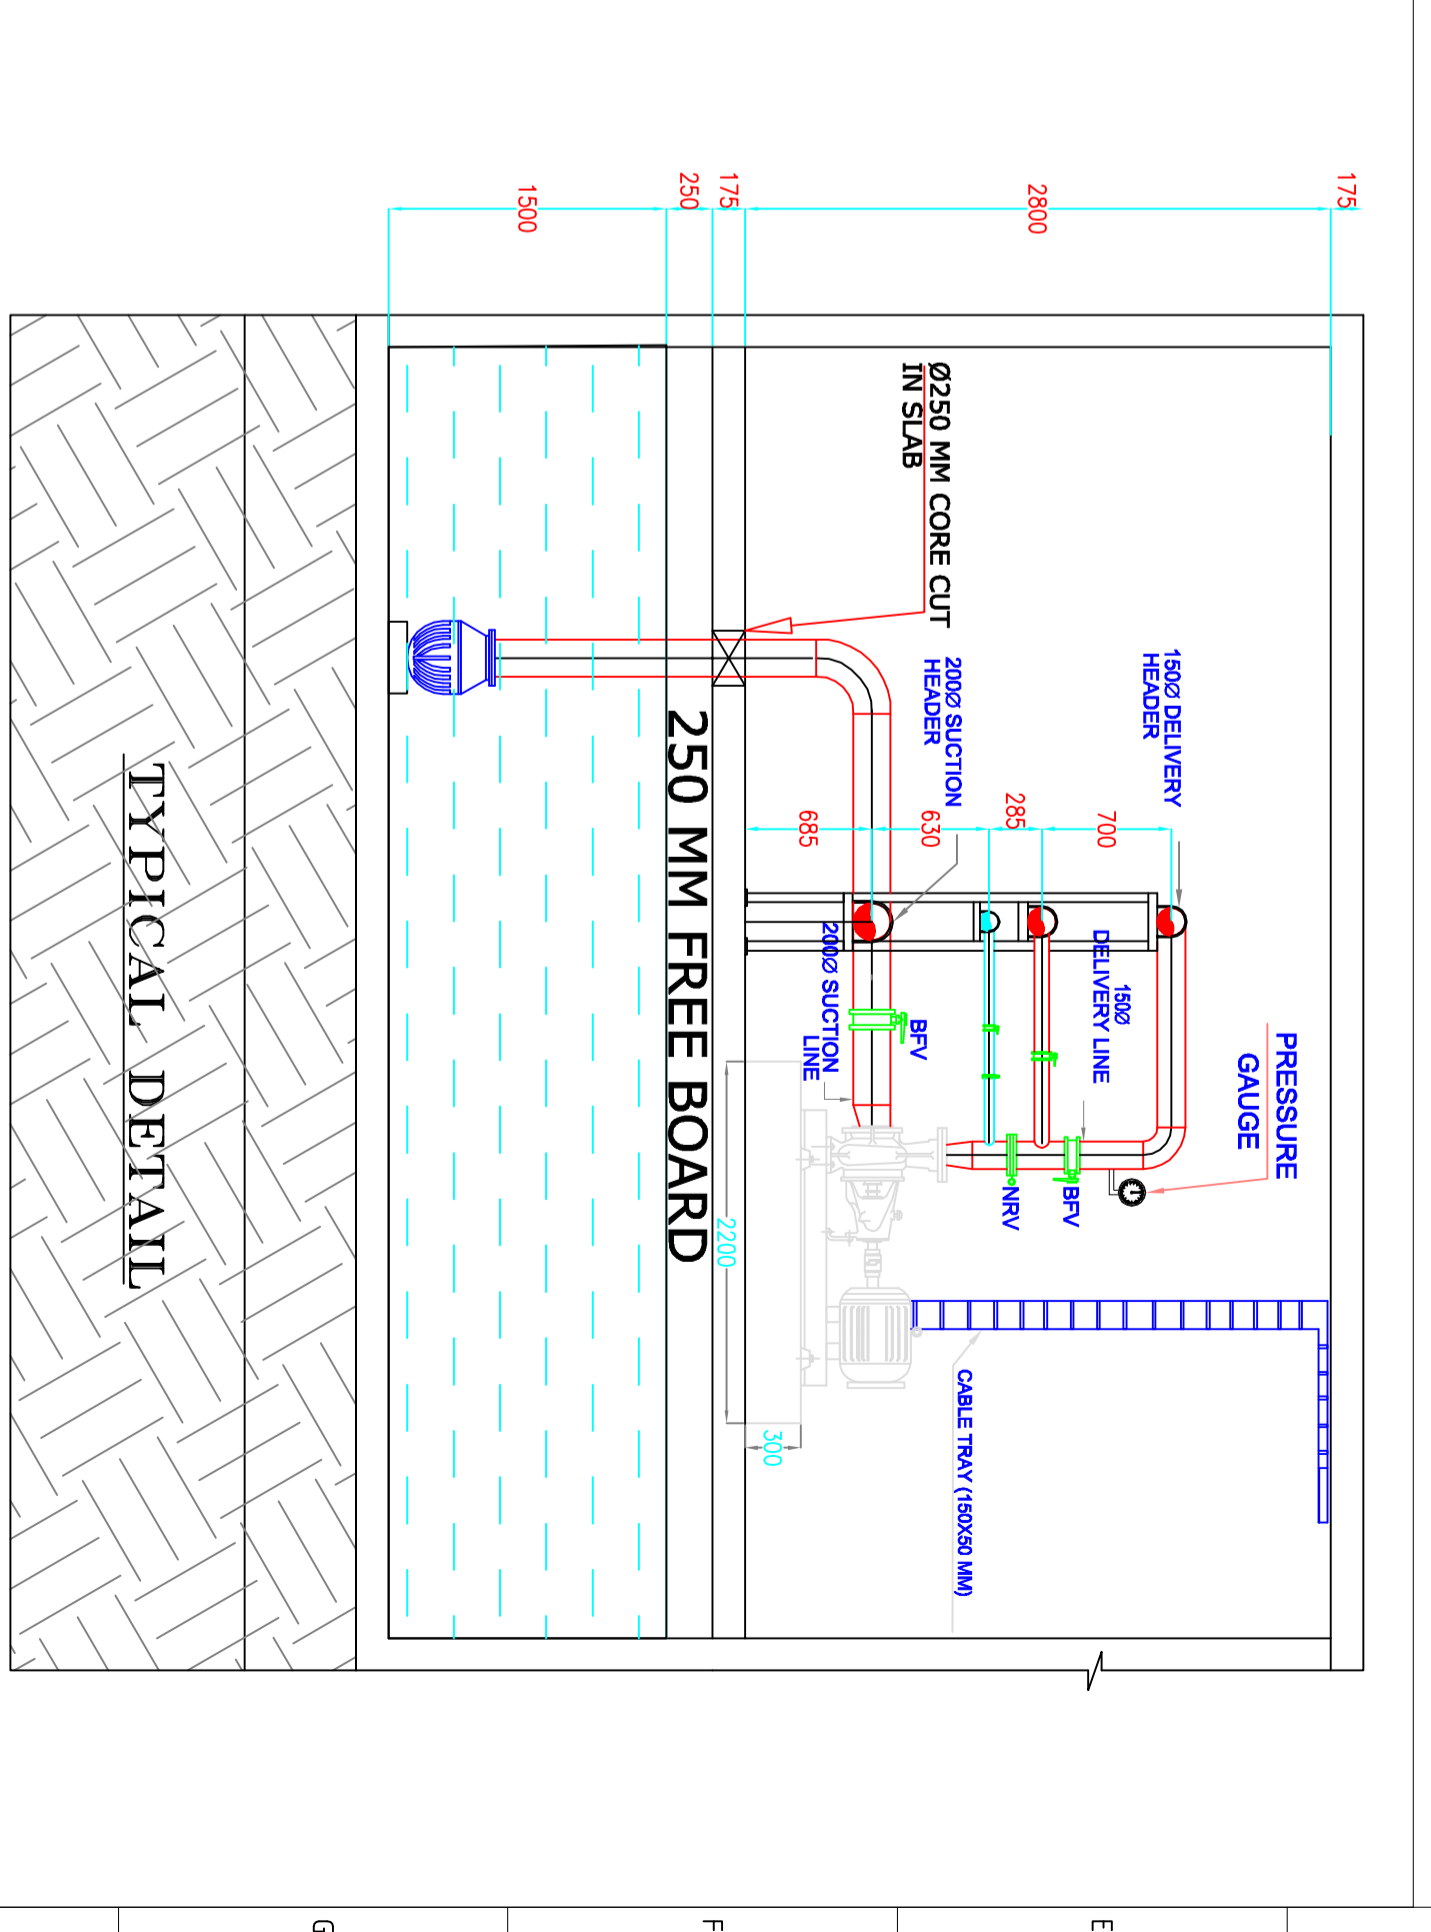 175
2800
175
250
1500
PRESSURE
GAUGE
150Ø DELIVERY
HEADER
150Ø
DELIVERY LINE
700
285
630
685
BFV
NRV
200Ø SUCTION
HEADER
Ø250 MM CORE CUT
IN SLAB
BFV
200Ø SUCTION
LINE
CABLE TRAY (150X50 MM)
300
2200
250 MM FREE BOARD
TYPICAL DETAIL
E
F
G